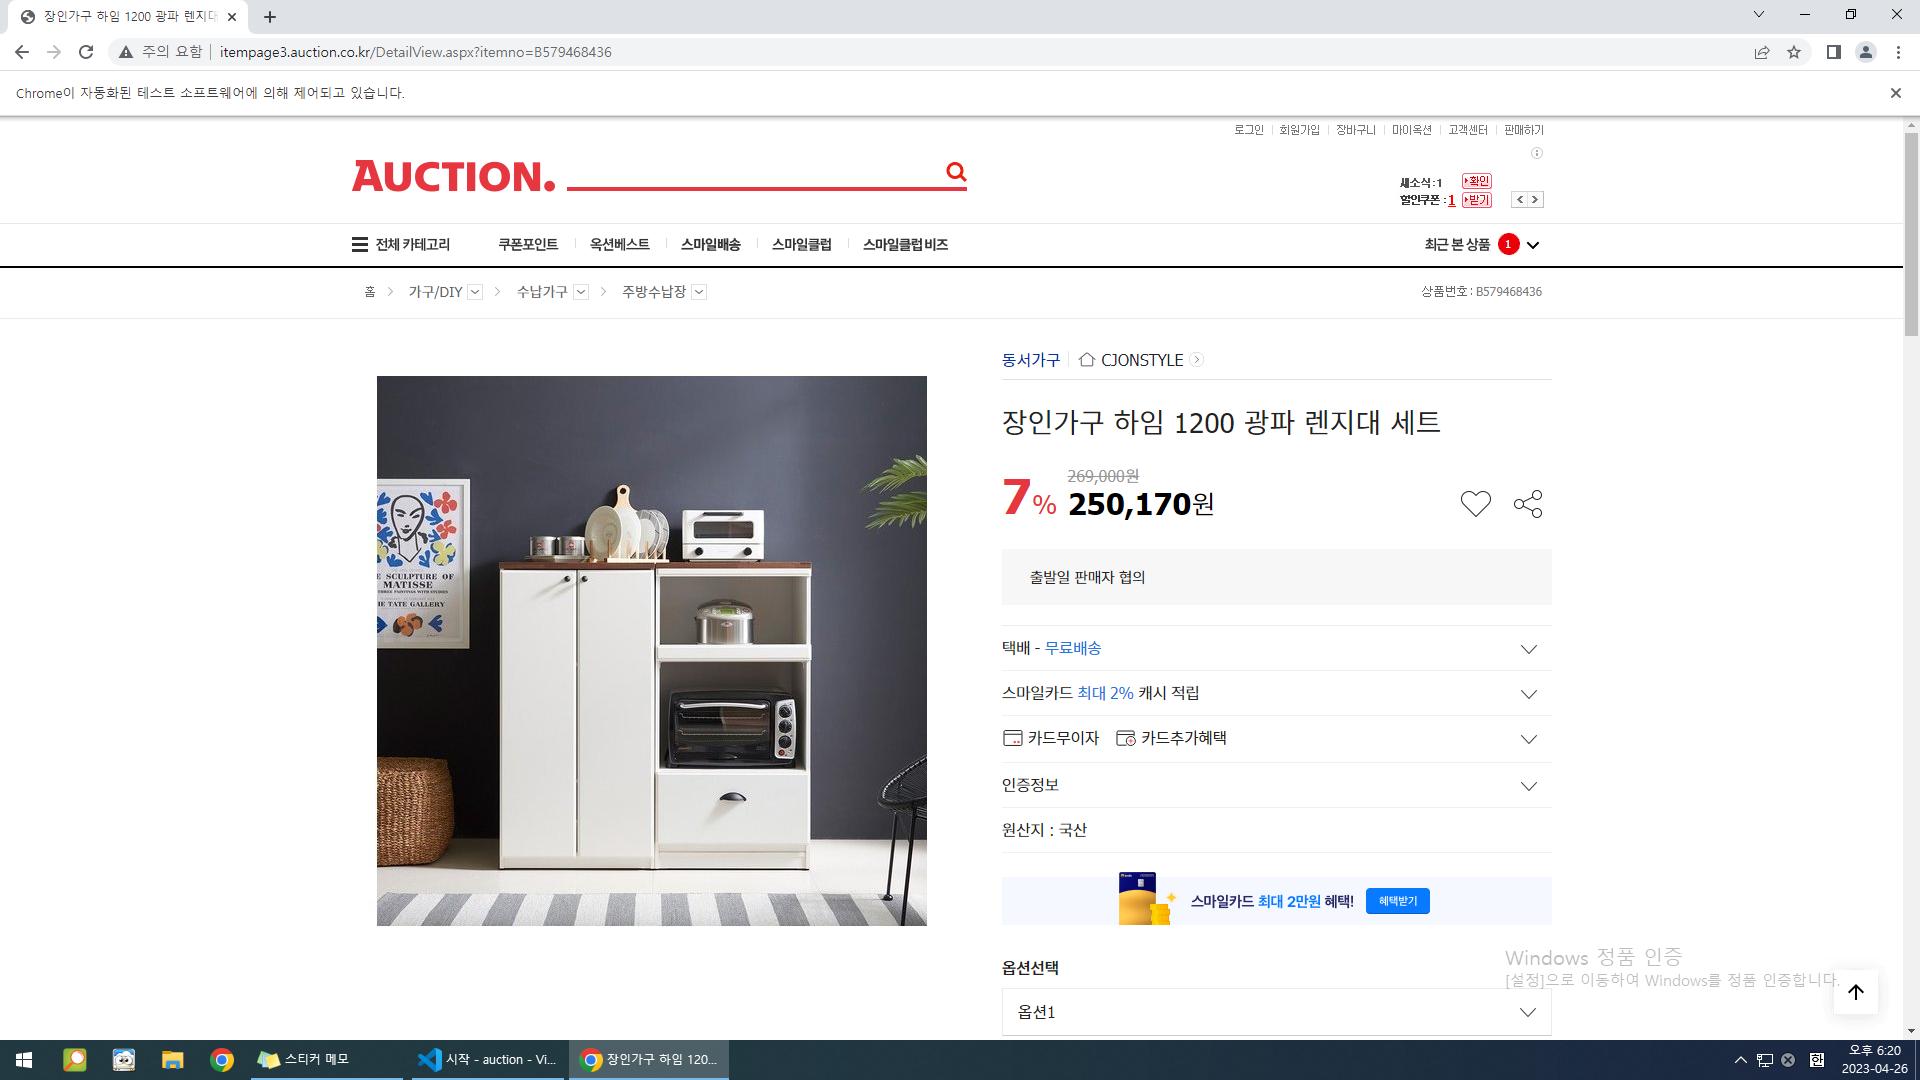 장인가구 하임 1200 광파 렌지대
주의 요함
itempage3.auction.co.kr/DetailView.aspx?itemno=B579468436
Chrome이 자동화된 테스트 소프트웨어에 의해 제어되고 있습니다.
로그인 회원가입 장바구니 마이옥션 고객센터 판매하기
AUCTION.
새소식:1 확인
할인쿠폰:1 받기
전체 카테고리 쿠폰포인트 옥션베스트 스마일배송 스마일클럽 스마일클럽 비즈 최근 본 상품 1
홈 가구/DIY 수납가구 주방수납장 상품번호 : B579468436
동서가구 CJONSTYLE
장인가구 하임 1200 광파 렌지대 세트
269,000원
7% 250,170원
출발일 판매자 협의
택배 - 무료배송
스마일카드 최대 2% 캐시 적립
카드무이자 카드추가혜택
인증정보
원산지 : 국산
SCULPTURE OF
MATISSE
THE TATE GALLERY
스마일카드 최대 2만원 혜택! 혜택받기
옵션선택
옵션1
Windows 정품 인증
[설정]으로 이동하여 Windows를 정품 인증합니다.
스티커 메모
시작 - auction - Vi...
장인가구 하임 120...
한
오후 6:20
2023-04-26